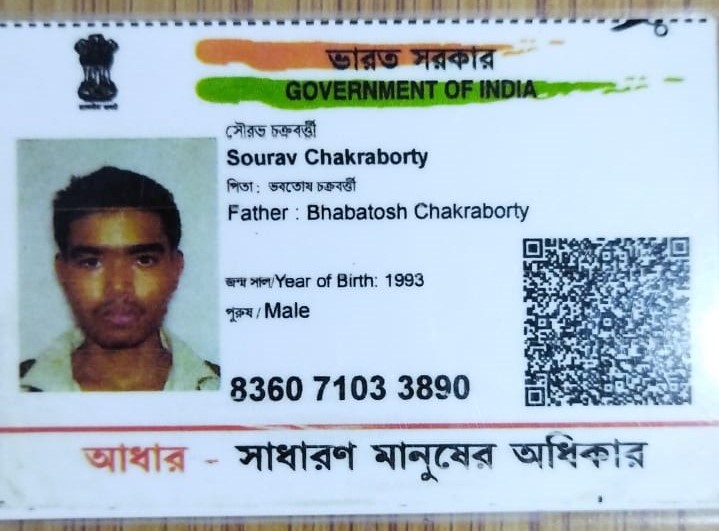 ভারত সরকার
GOVERNMENT OF INDIA
সৌরভ চক্রবর্ত্তী
Sourav Chakraborty
পিতা : ভবতোষ চক্রবর্ত্তী
Father : Bhabatosh Chakraborty
জন্ম সাল/Year of Birth: 1993
পুরুষ / Male
8360 7103 3890
আধার - সাধারণ মানুষের অধিকার